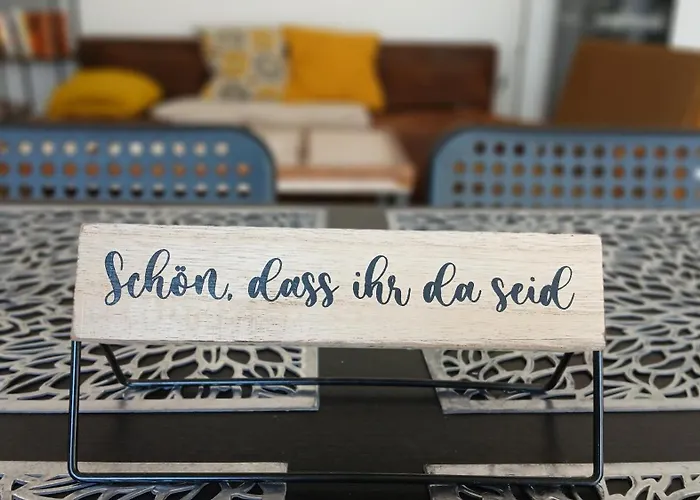 Schön, dass ihr da seid